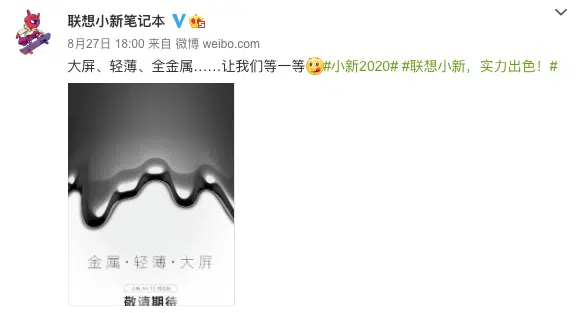 联想小新笔记本
8月27日 18:00 来自 微博 weibo.com
大屏、轻薄、全金属……让我们等一等#小新2020# #联想小新，实力出色！#
金属·轻薄·大屏
敬请期待